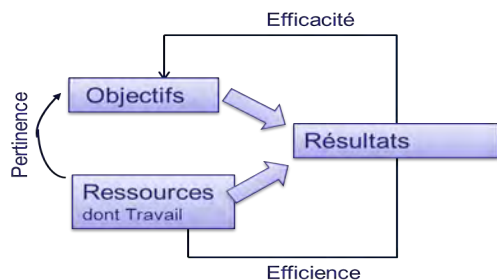 Efficacité
Objectifs
Pertinence
Résultats
Ressources
dont Travail
Efficience